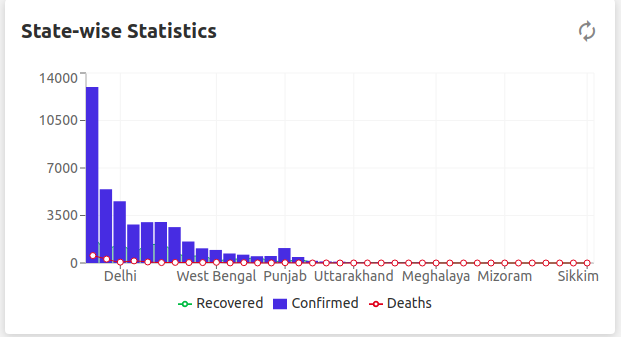 State-wise Statistics
14000
10500
7000
3500
0
Delhi West Bengal Punjab Uttarakhand Meghalaya Mizoram Sikkim
Recovered Confirmed Deaths